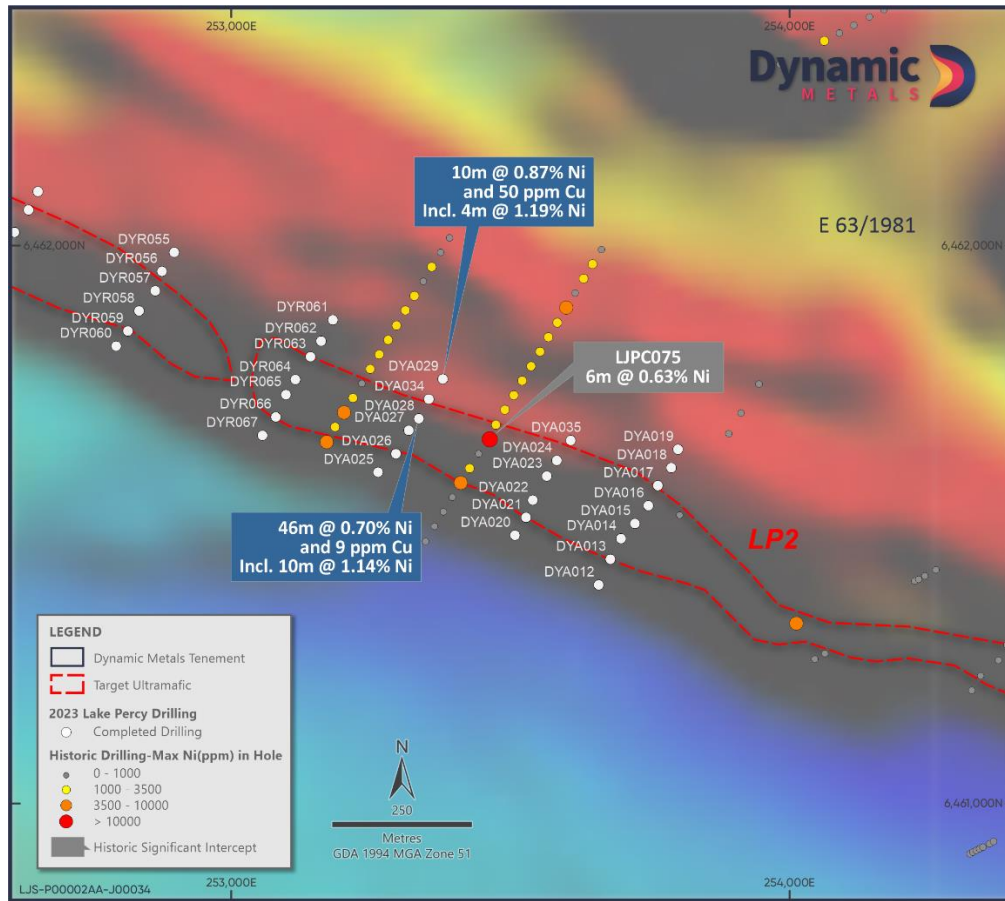 253,000E
254,000E
Dynamic
METALS
10m @ 0.87% Ni
and 50 ppm Cu
Incl. 4m @ 1.19% Ni
E 63/1981
6,462,000N
6,462,000N
DYR055
DYR056
DYR057
DYR058
DYR059
DYR060
DYR061
DYR062
DYR063
DYR064
DYR065
DYR066
DYR067
DYA029
DYA034
DYA028
DYA027
DYA026
DYA025
LJPC075
6m @ 0.63% Ni
DYA035
DYA024
DYA023
DYA022
DYA021
DYA020
DYA019
DYA018
DYA017
DYA016
DYA015
DYA014
DYA013
DYA012
LP2
46m @ 0.70% Ni
and 9 ppm Cu
Incl. 10m @ 1.14% Ni
LEGEND
Dynamic Metals Tenement
Target Ultramafic
2023 Lake Percy Drilling
Completed Drilling
Historic Drilling-Max Ni(ppm) in Hole
0 - 1000
1000 - 3500
3500 - 10000
> 10000
Historic Significant Intercept
N
250
Metres
GDA 1994 MGA Zone 51
6,461,000N
LJS-P00002AA-J00034
253,000E
254,000E